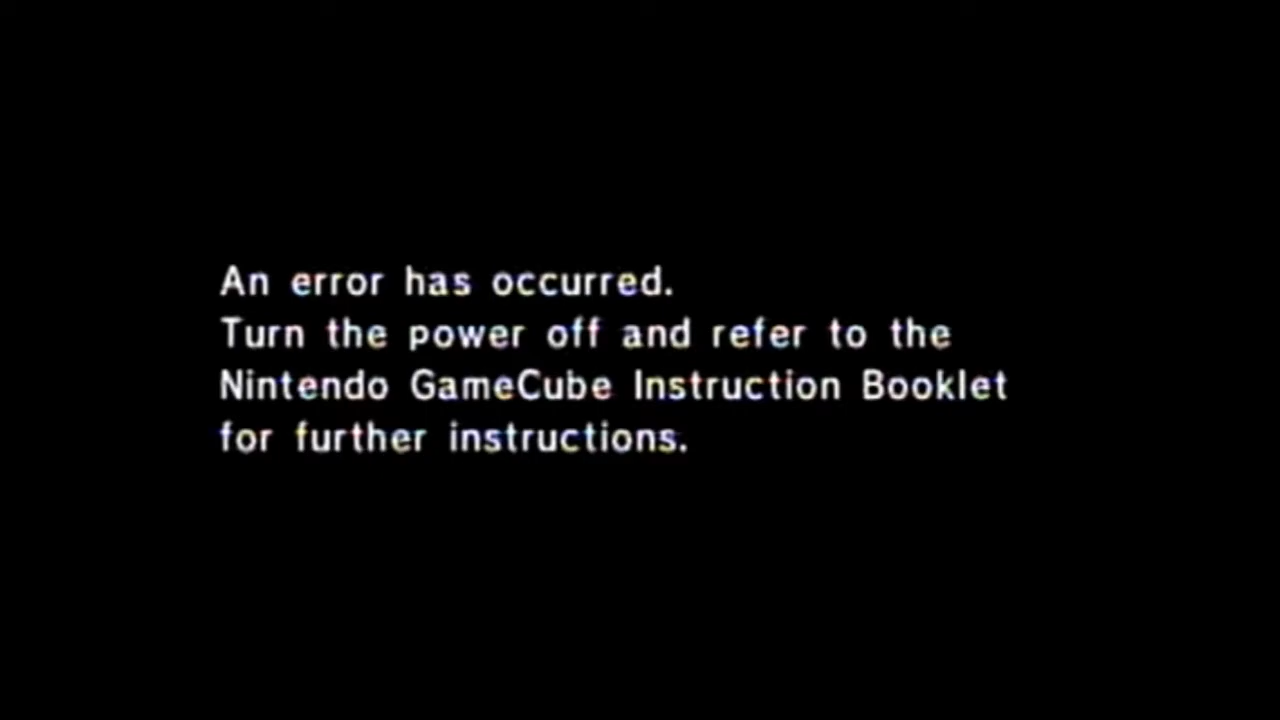 An error has occurred.
Turn the power off and refer to the
Nintendo GameCube Instruction Booklet
for further instructions.